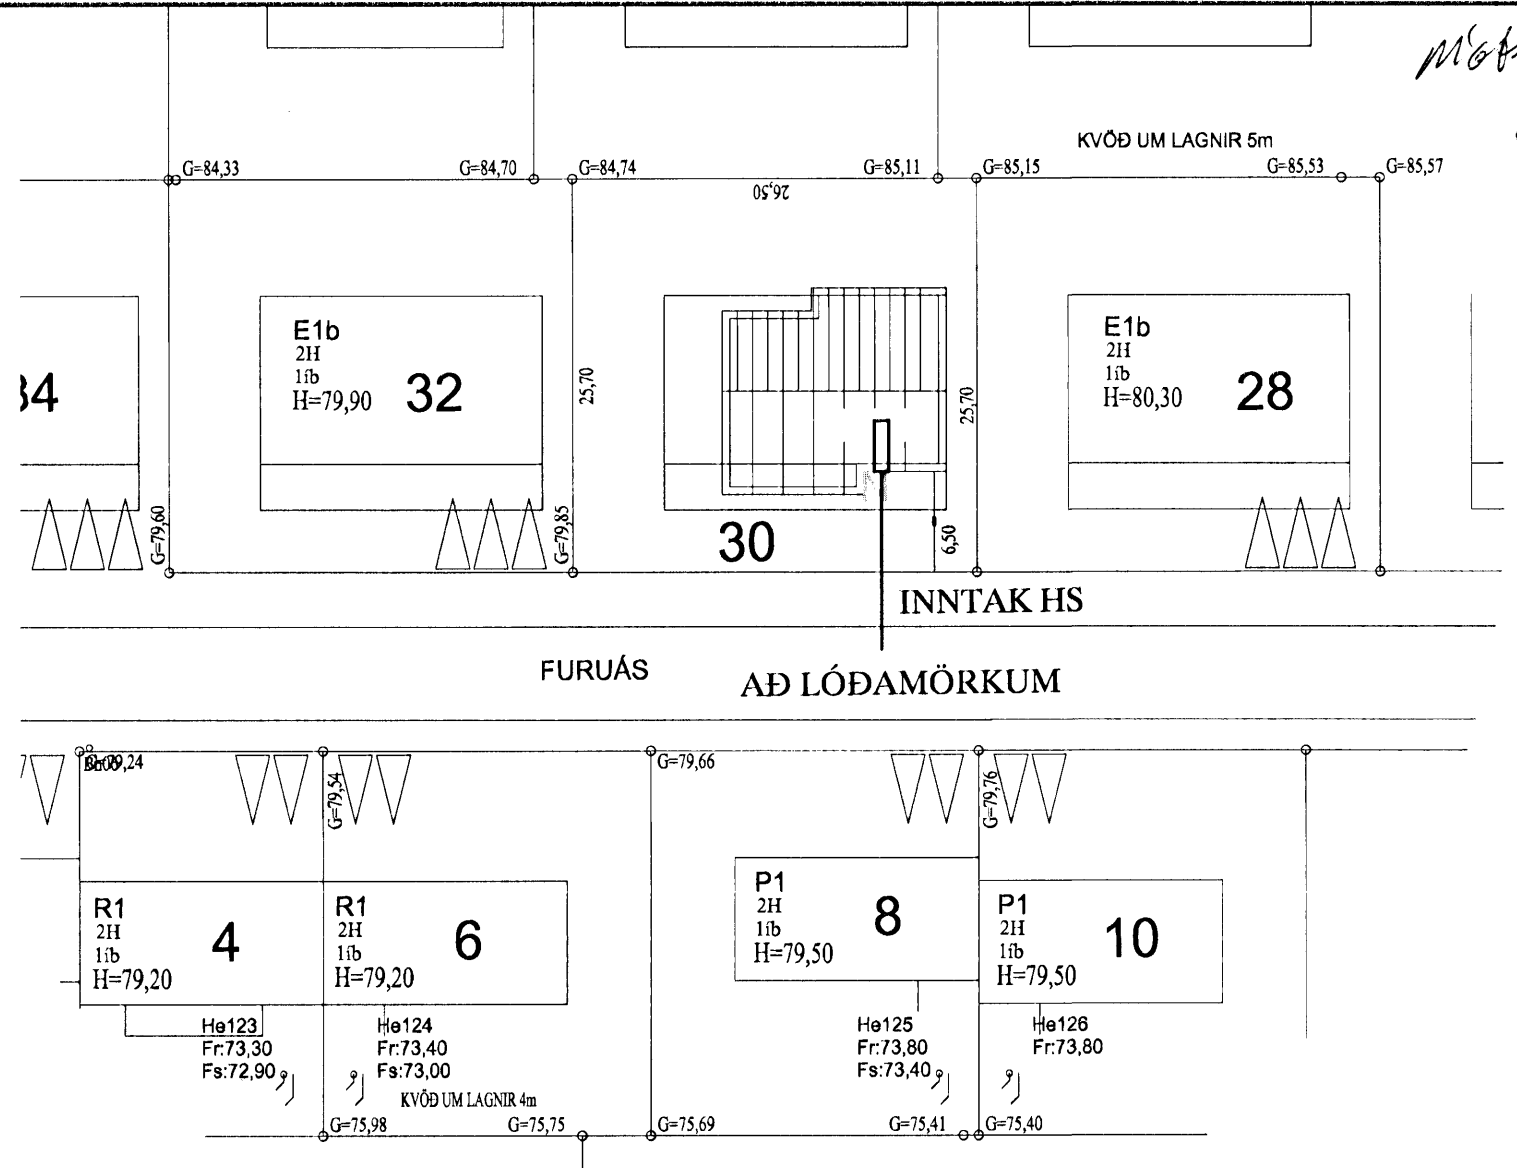 KVÖÐ UM LAGNIR 5m
G=84,33
G=84,70
G=84,74
G=85,11
G=85,15
G=85,53
G=85,57
26,50
E1b
2H
1íb
H=79,90
32
25,70
25,70
E1b
2H
1íb
H=80,30
28
G=79,60
G=79,85
30
6,50
INNTAK HS
FURUÁS
AÐ LÓÐAMÖRKUM
G=79,54
G=79,66
G=79,76
R1
2H
1íb
H=79,20
4
R1
2H
1íb
H=79,20
6
P1
2H
1íb
H=79,50
8
P1
2H
1íb
H=79,50
10
He123
Fr:73,30
Fs:72,90
He124
Fr:73,40
Fs:73,00
He125
Fr:73,80
Fs:73,40
He126
Fr:73,80
KVÖÐ UM LAGNIR 4m
G=75,98
G=75,75
G=75,69
G=75,41
G=75,40